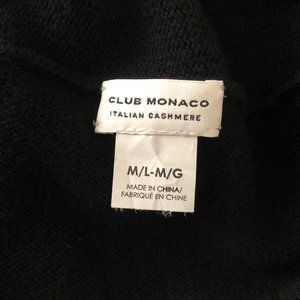 CLUB MONACO
ITALIAN CASHMERE
M/L-M/G
MADE IN CHINA/
FABRIQUÉ EN CHINE